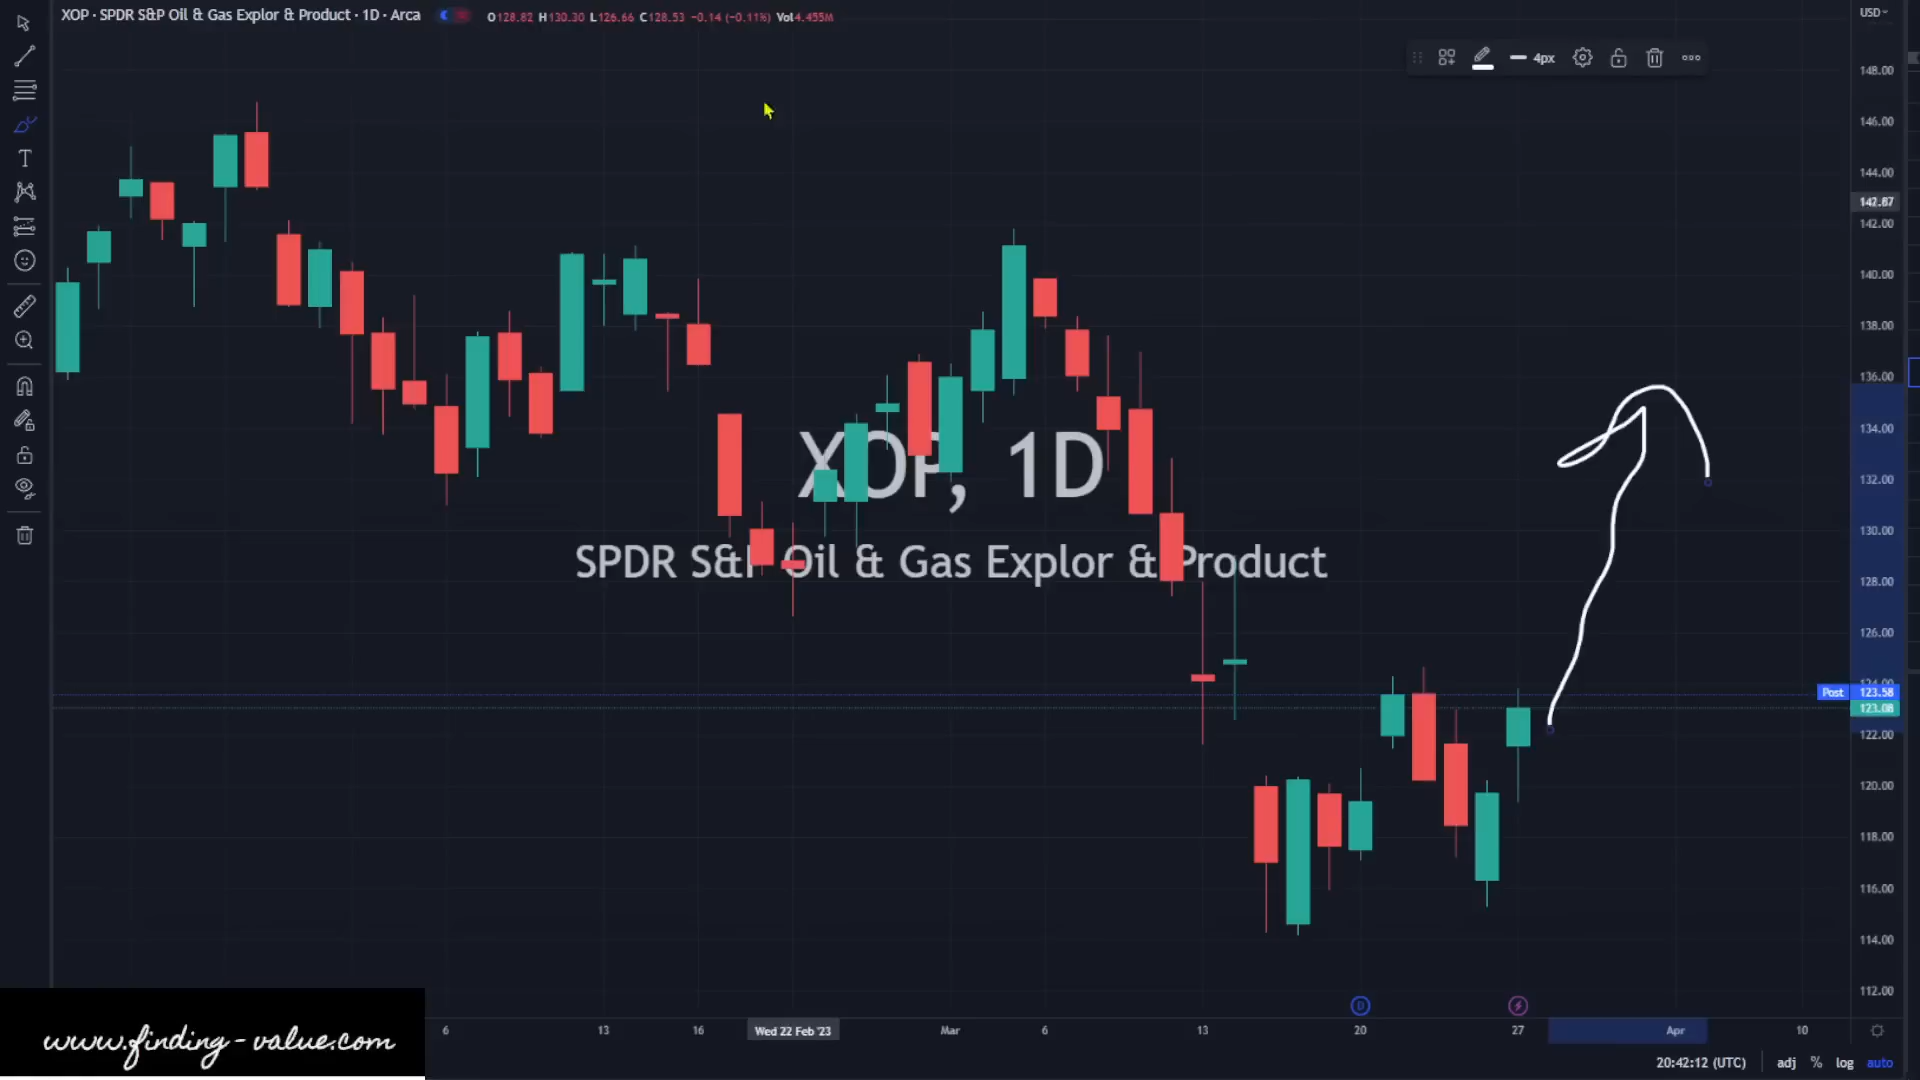 XOP · SPDR S&P Oil & Gas Explor & Product · 1D · Arca
O128.82 H130.30 L126.66 C128.53 −0.14 (−0.11%) Vol4.455M
USD
4px
148.00
146.00
144.00
142.87
142.00
140.00
138.00
136.00
134.00
132.00
130.00
128.00
126.00
124.00
Post 123.58
123.08
122.00
120.00
118.00
116.00
114.00
112.00
XOP, 1D
SPDR S&P Oil & Gas Explor & Product
D
6 13 16 Wed 22 Feb '23 Mar 6 13 20 27 Apr 10
www.finding-value.com
20:42:12 (UTC) adj % log auto